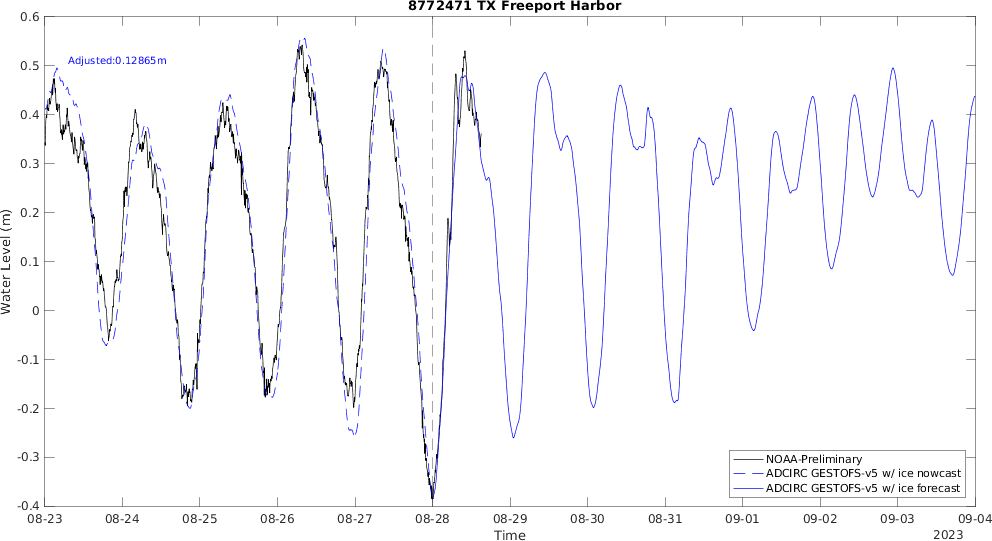 8772471 TX Freeport Harbor
0.6
0.5
0.4
0.3
0.2
0.1
0
-0.1
-0.2
-0.3
-0.4
Water Level (m)
Adjusted:0.12865m
NOAA-Preliminary
ADCIRC GESTOFS-v5 w/ ice nowcast
ADCIRC GESTOFS-v5 w/ ice forecast
08-23 08-24 08-25 08-26 08-27 08-28 08-29 08-30 08-31 09-01 09-02 09-03 09-04
Time
2023